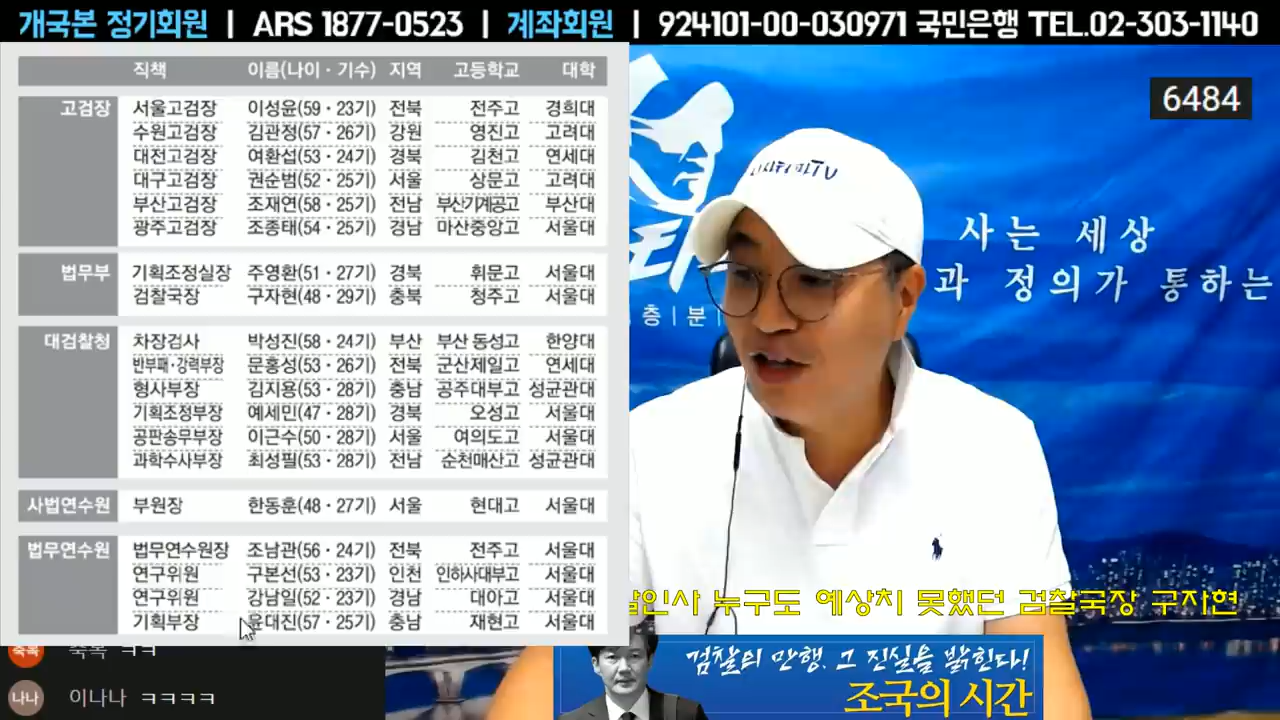 개국본 정기회원 | ARS 1877-0523 | 계좌회원 | 924101-00-030971 국민은행 TEL.02-303-1140
직책 이름(나이·기수) 지역 고등학교 대학
고검장 서울고검장 이성윤(59·23기) 전북 전주고 경희대
수원고검장 김관정(57·26기) 강원 영진고 고려대
대전고검장 여환섭(53·24기) 경북 김천고 연세대
대구고검장 권순범(52·25기) 서울 상문고 고려대
부산고검장 조재연(58·25기) 전남 부산기계공고 부산대
광주고검장 조종태(54·25기) 경남 마산중앙고 서울대
법무부 기획조정실장 주영환(51·27기) 경북 휘문고 서울대
검찰국장 구자현(48·29기) 충북 청주고 서울대
대검찰청 차장검사 박성진(58·24기) 부산 부산 동성고 한양대
반부패·강력부장 문홍성(53·26기) 전북 군산제일고 연세대
형사부장 김지용(53·28기) 충남 공주대부고 성균관대
기획조정부장 예세민(47·28기) 경북 오성고 서울대
공판송무부장 이근수(50·28기) 서울 여의도고 서울대
과학수사부장 최성필(53·28기) 전남 순천매산고 성균관대
사법연수원 부원장 한동훈(48·27기) 서울 현대고 서울대
법무연수원 법무연수원장 조남관(56·24기) 전북 전주고 서울대
연구위원 구본선(53·23기) 인천 인하사대부고 서울대
연구위원 강남일(52·23기) 경남 대아고 서울대
기획부장 윤대진(57·25기) 충남 재현고 서울대
6484
사는 세상
과 정의가 통하는
층|분|
인사 누구도 예상치 못했던 검찰국장 구자현
축복 ㅋㅋ
나나 이나나 ㅋㅋㅋㅋ
검찰의 만행. 그 진실을 밝힌다!
조국의 시간